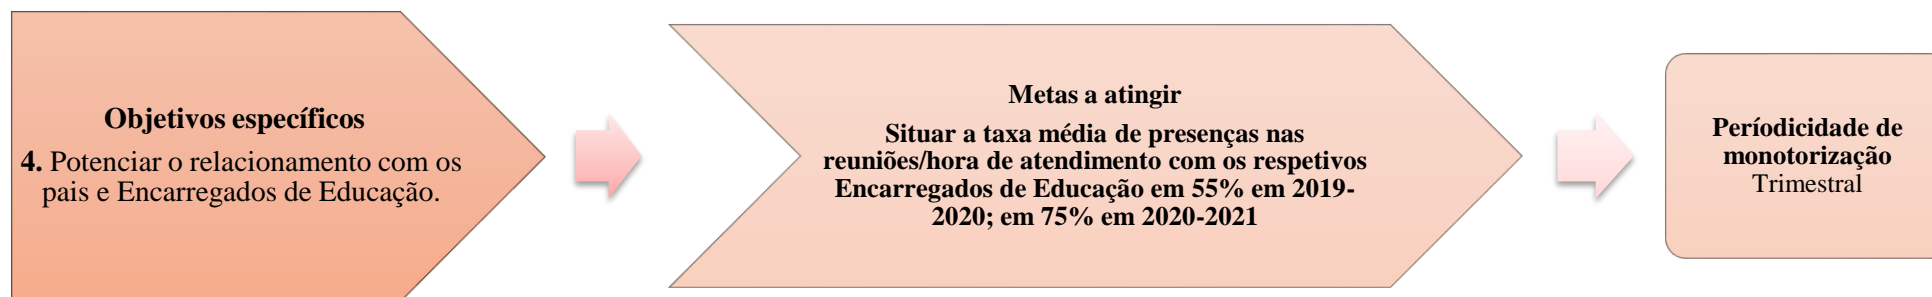 Objetivos específicos
4. Potenciar o relacionamento com os
pais e Encarregados de Educação.
Metas a atingir
Situar a taxa média de presenças nas
reuniões/hora de atendimento com os respetivos
Encarregados de Educação em 55% em 2019-
2020; em 75% em 2020-2021
Períodicidade de
monotorização
Trimestral